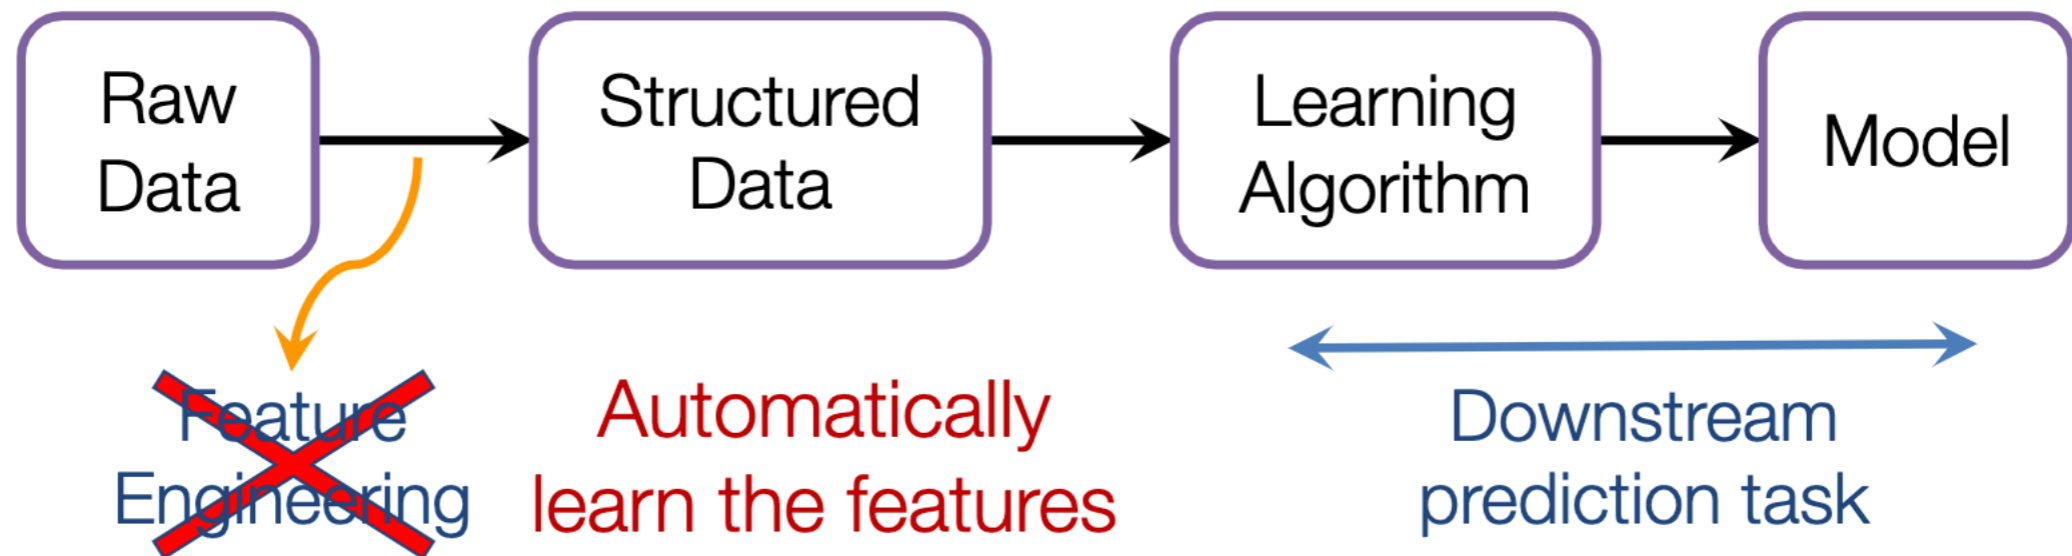 Raw
Data
Structured
Data
Learning
Algorithm
Model
Feature
Engineering
Automatically
learn the features
Downstream
prediction task